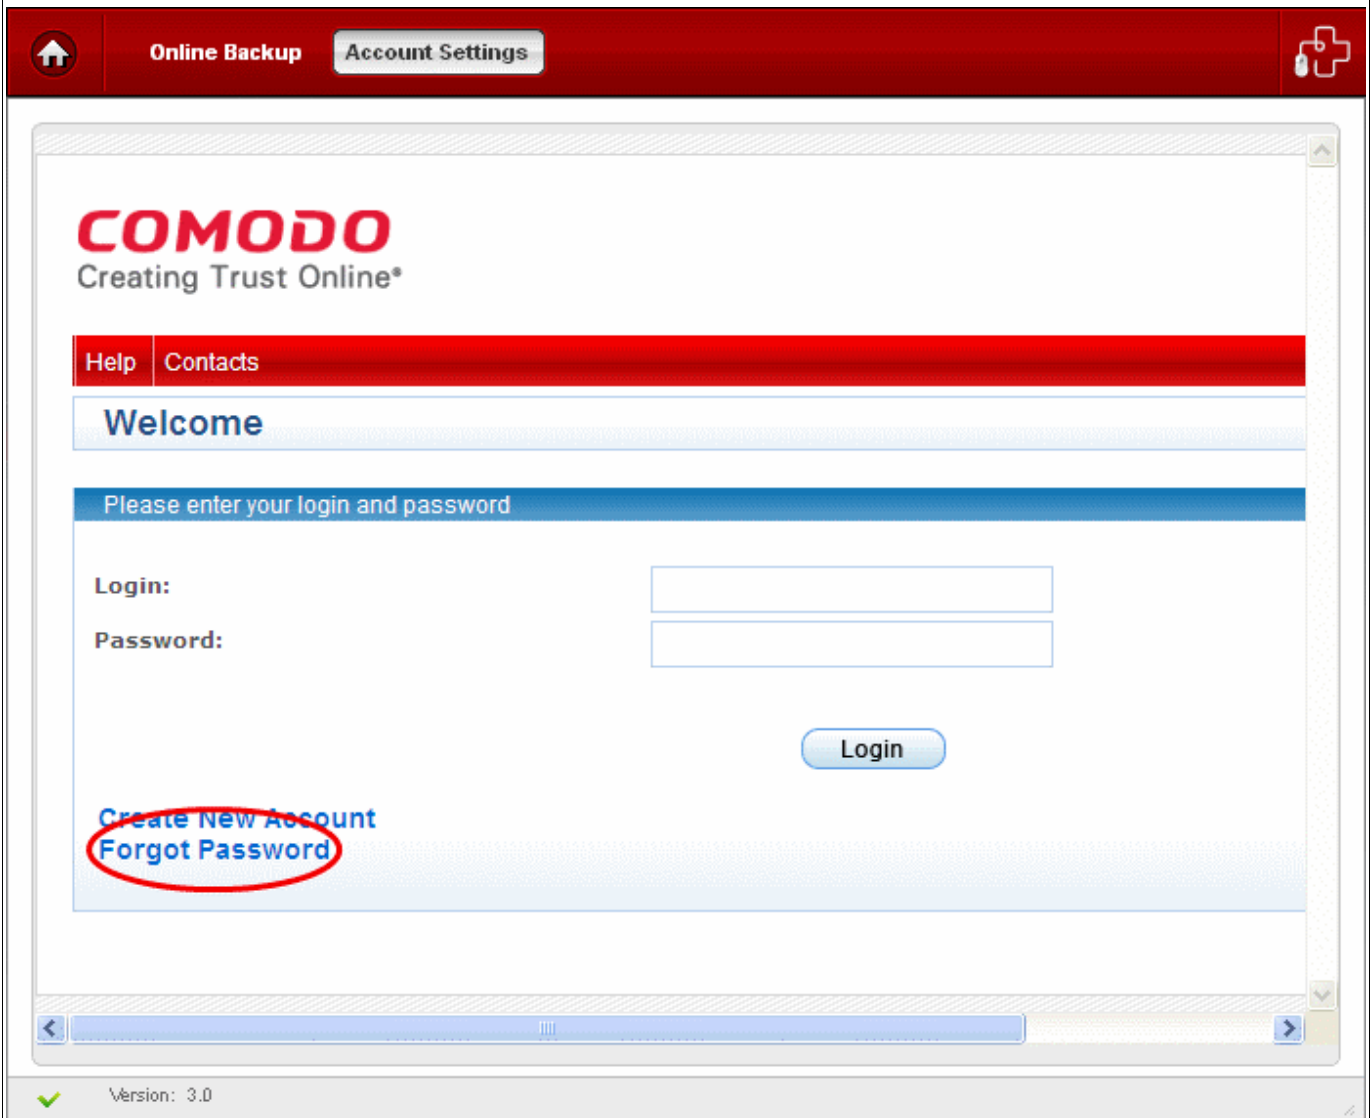 Online Backup Account Settings
COMODO
Creating Trust Online®
Help Contacts
Welcome
Please enter your login and password
Login:
Password:
Login
Create New Account
Forgot Password
Version: 3.0